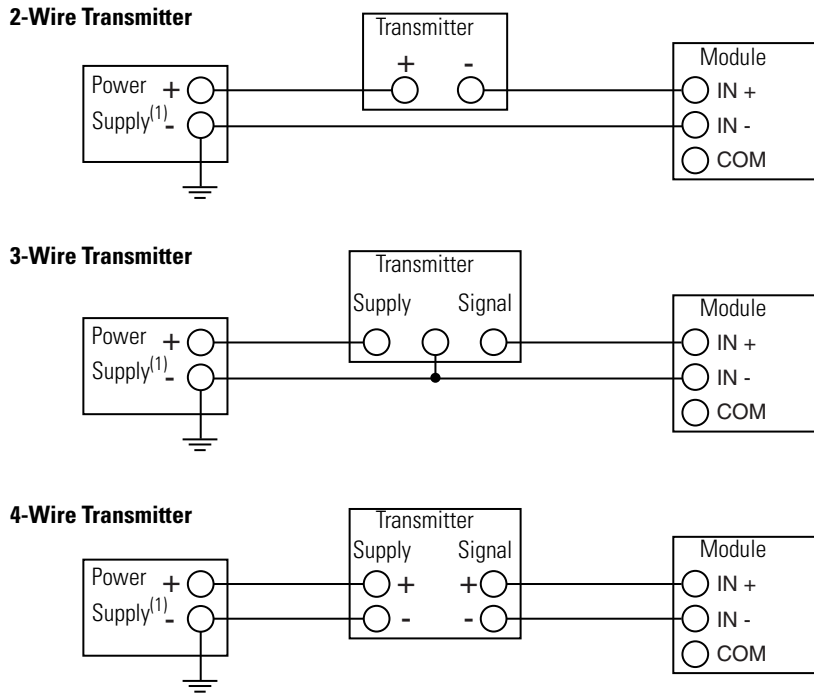 2-Wire Transmitter
Transmitter
+ -
Power + 
Supply(1) -
Module
IN +
IN -
COM
3-Wire Transmitter
Transmitter
Supply Signal
Power +
Supply(1) -
Module
IN +
IN -
COM
4-Wire Transmitter
Transmitter
Supply Signal
+ +
- -
Power +
Supply(1) -
Module
IN +
IN -
COM